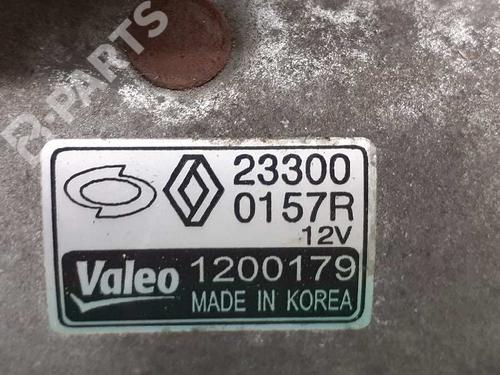 B-PARTS
23300
0157R
12V
Valeo 1200179
MADE IN KOREA